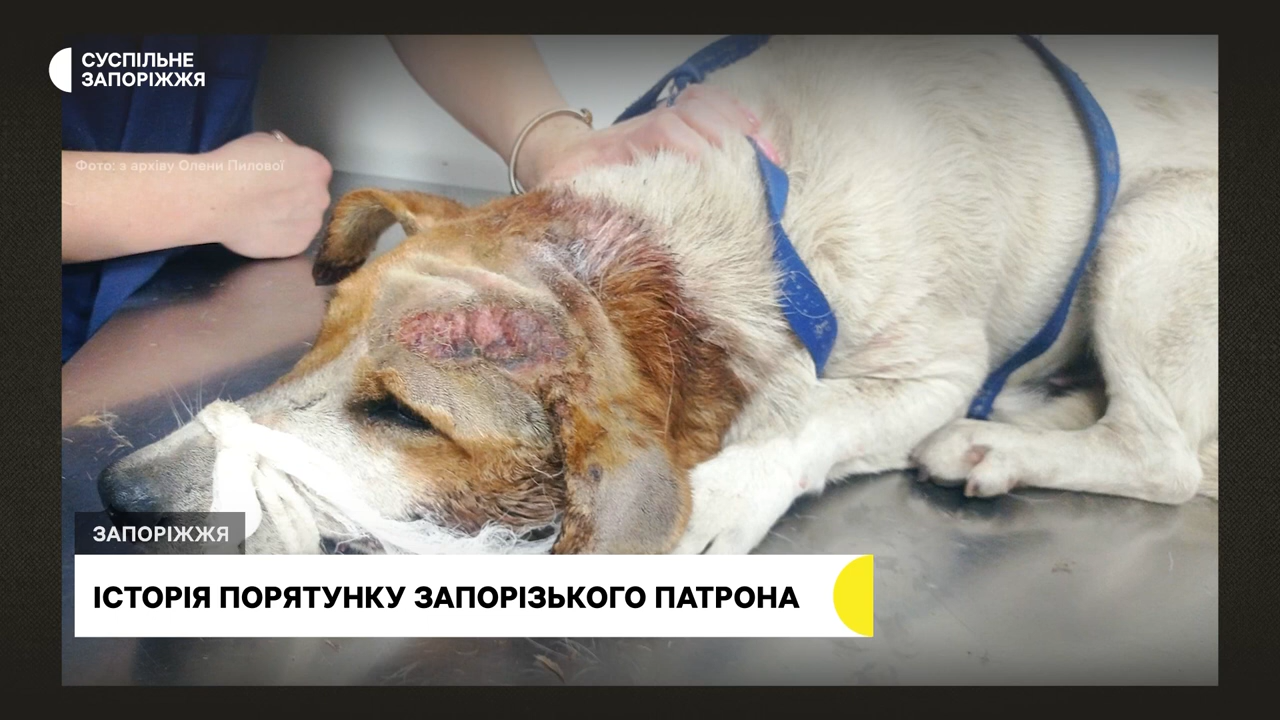 СУСПІЛЬНЕ
ЗАПОРІЖЖЯ
Фото: з архіву Олени Пилової
ЗАПОРІЖЖЯ
ІСТОРІЯ ПОРЯТУНКУ ЗАПОРІЗЬКОГО ПАТРОНА